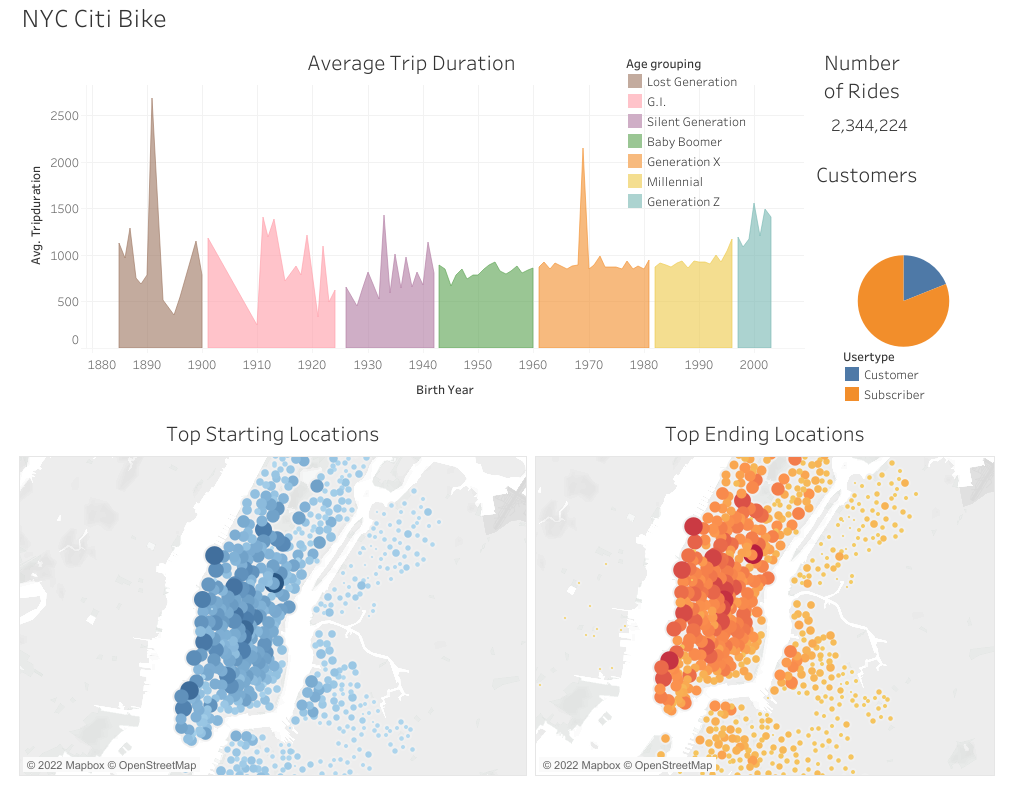 NYC Citi Bike
Average Trip Duration
Avg. Tripduration
2500
2000
1500
1000
500
0
1880 1890 1900 1910 1920 1930 1940 1950 1960 1970 1980 1990 2000
Birth Year
Age grouping
Lost Generation
G.I.
Silent Generation
Baby Boomer
Generation X
Millennial
Generation Z
Number
of Rides
2,344,224
Customers
Usertype
Customer
Subscriber
Top Starting Locations
© 2022 Mapbox © OpenStreetMap
Top Ending Locations
© 2022 Mapbox © OpenStreetMap